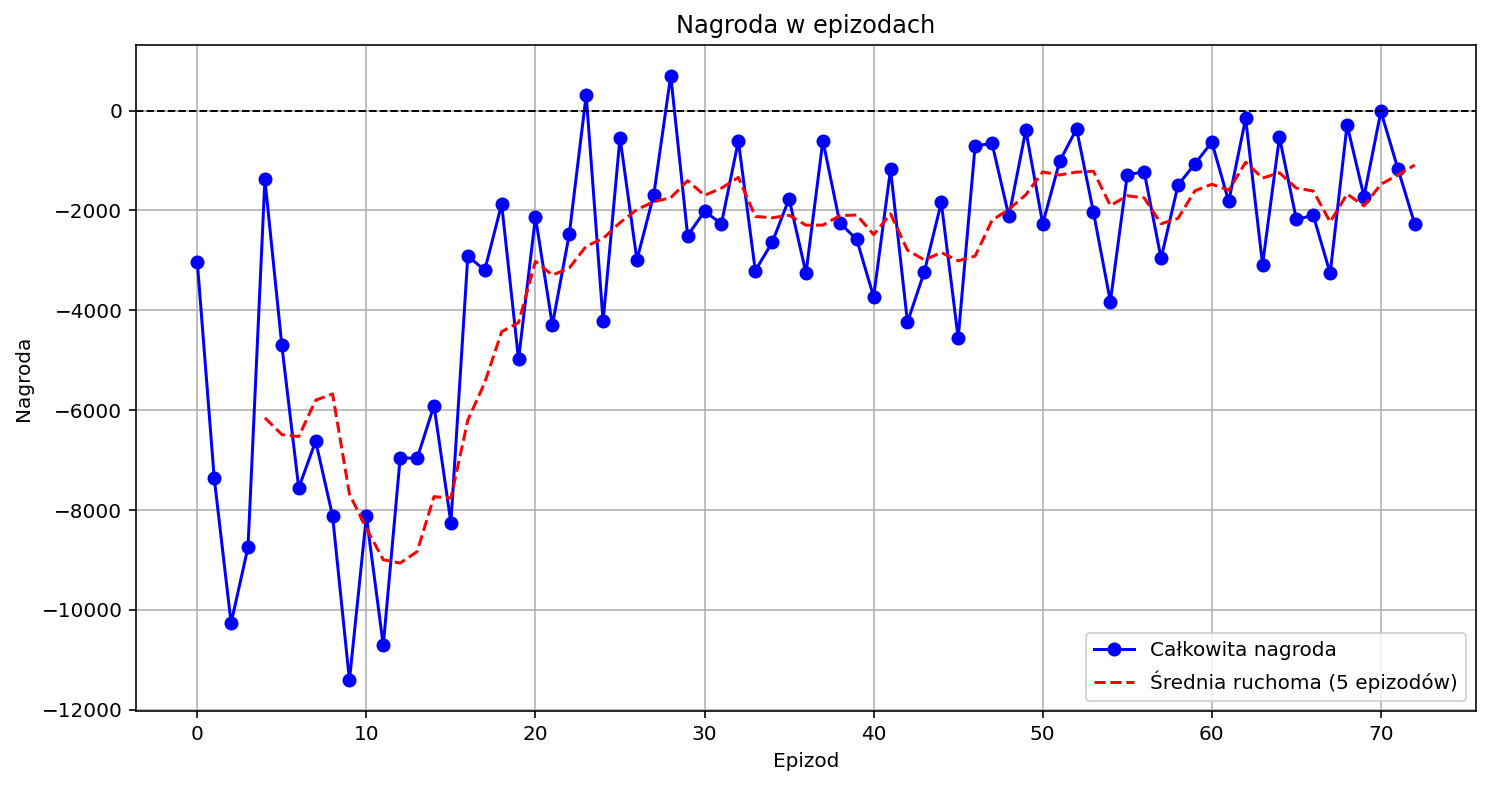 Nagroda w epizodach
Nagroda
0
−2000
−4000
−6000
−8000
−10000
−12000
0 10 20 30 40 50 60 70
Epizod
Całkowita nagroda
Średnia ruchoma (5 epizodów)